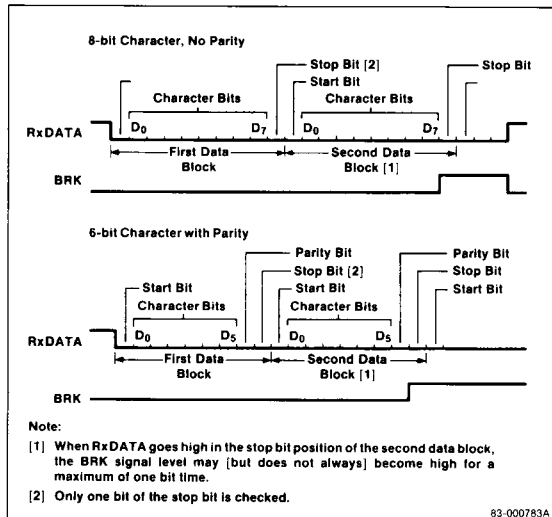 8-bit Character, No Parity
Stop Bit [2]
Stop Bit
Start Bit
Character Bits
Character Bits
D0
D7
D0
D7
RxDATA
First Data
Block
Second Data
Block [1]
BRK
6-bit Character with Parity
Parity Bit
Parity Bit
Start Bit
Stop Bit [2]
Stop Bit
Start Bit
Start Bit
Character Bits
Character Bits
D0
D5
D0
D5
RxDATA
First Data
Block
Second Data
Block [1]
BRK
Note:
[1] When RxDATA goes high in the stop bit position of the second data block,
the BRK signal level may [but does not always] become high for a
maximum of one bit time.
[2] Only one bit of the stop bit is checked.
83-000783A